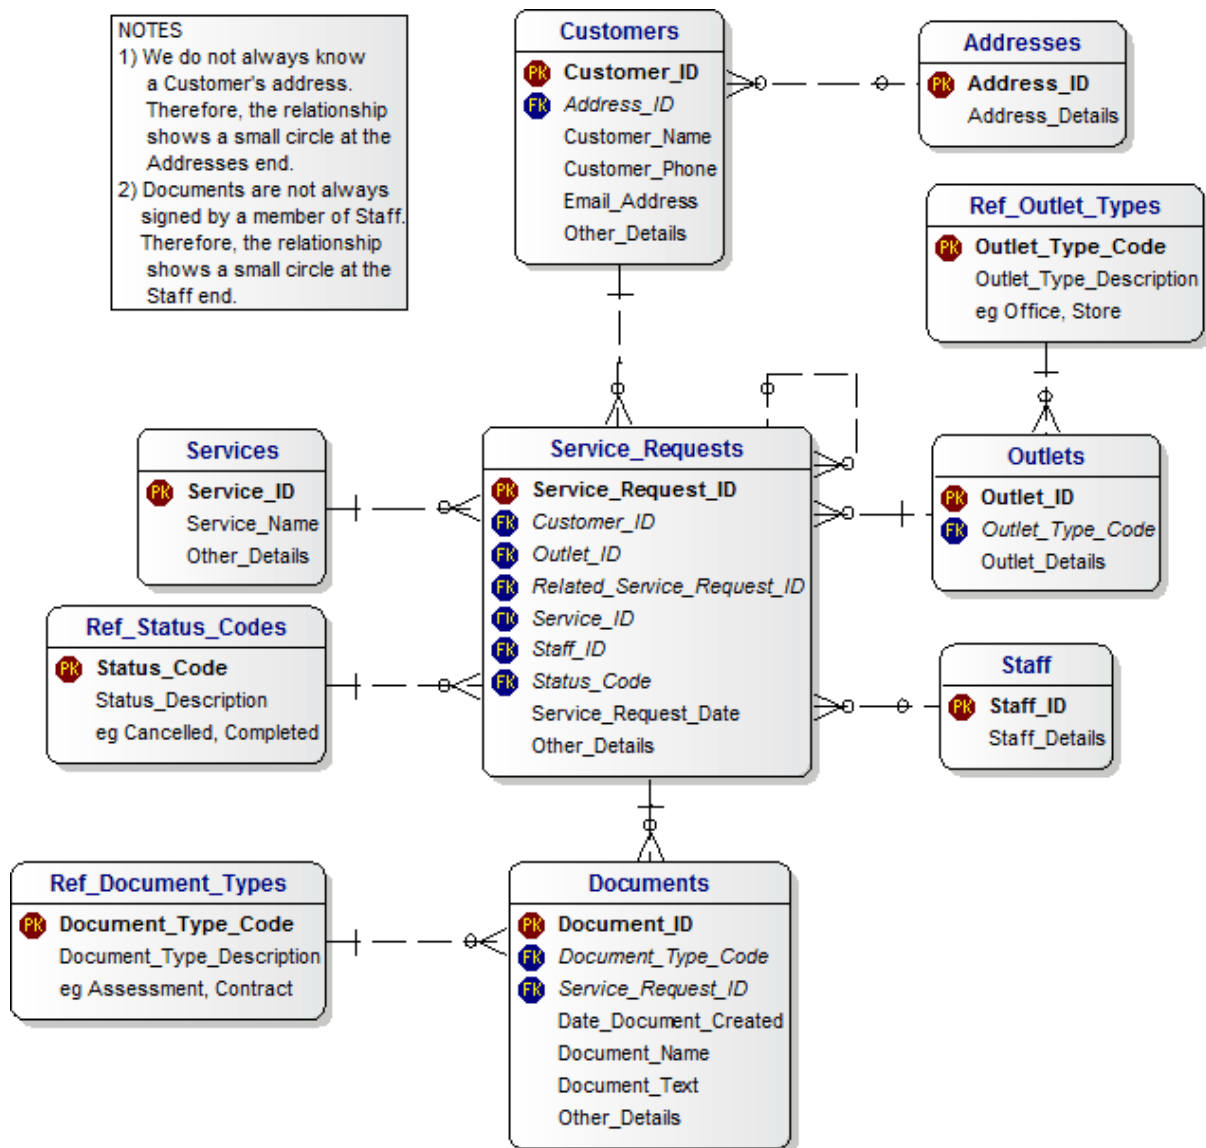 NOTES
1) We do not always know
a Customer's address.
Therefore, the relationship
shows a small circle at the
Addresses end.
2) Documents are not always
signed by a member of Staff.
Therefore, the relationship
shows a small circle at the
Staff end.
Customers
PK Customer_ID
FK Address_ID
Customer_Name
Customer_Phone
Email_Address
Other_Details
Addresses
PK Address_ID
Address_Details
Ref_Outlet_Types
PK Outlet_Type_Code
Outlet_Type_Description
eg Office, Store
Services
PK Service_ID
Service_Name
Other_Details
Service_Requests
PK Service_Request_ID
FK Customer_ID
FK Outlet_ID
FK Related_Service_Request_ID
FK Service_ID
FK Staff_ID
FK Status_Code
Service_Request_Date
Other_Details
Outlets
PK Outlet_ID
FK Outlet_Type_Code
Outlet_Details
Ref_Status_Codes
PK Status_Code
Status_Description
eg Cancelled, Completed
Staff
PK Staff_ID
Staff_Details
Ref_Document_Types
PK Document_Type_Code
Document_Type_Description
eg Assessment, Contract
Documents
PK Document_ID
FK Document_Type_Code
FK Service_Request_ID
Date_Document_Created
Document_Name
Document_Text
Other_Details